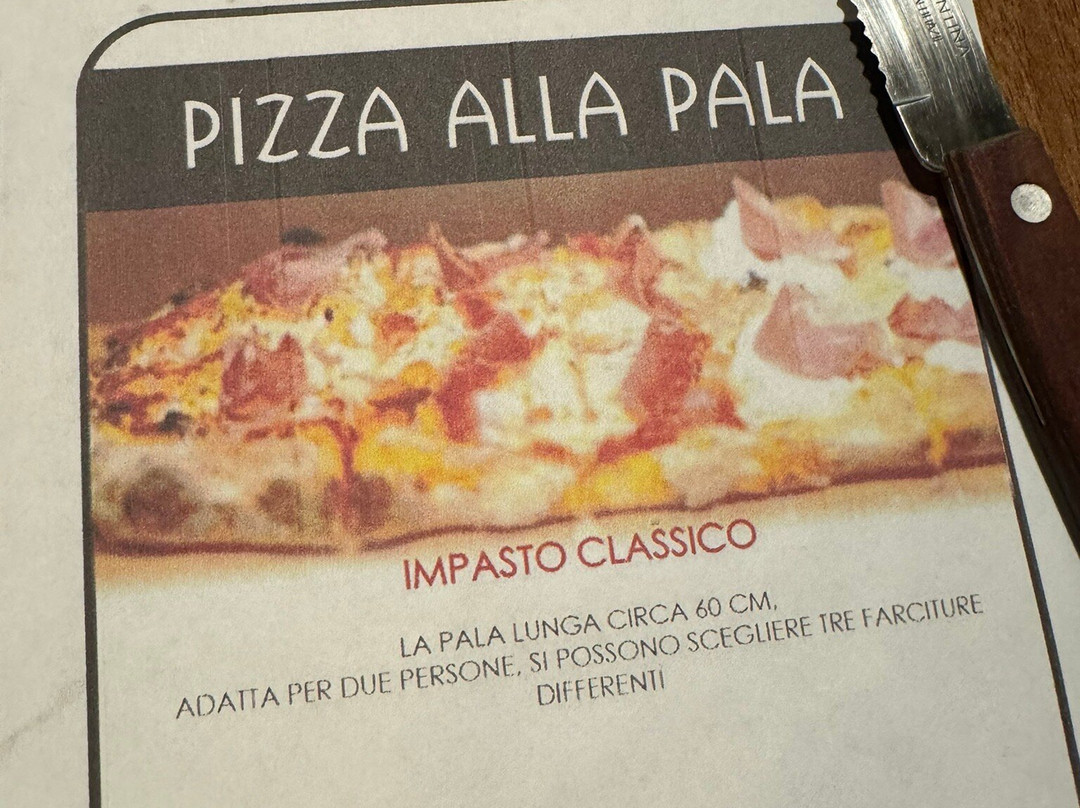 PIZZA ALLA PALA
IMPASTO CLASSICO
LA PALA LUNGA CIRCA 60 CM,
ADATTA PER DUE PERSONE, SI POSSONO SCEGLIERE TRE FARCITURE
DIFFERENTI